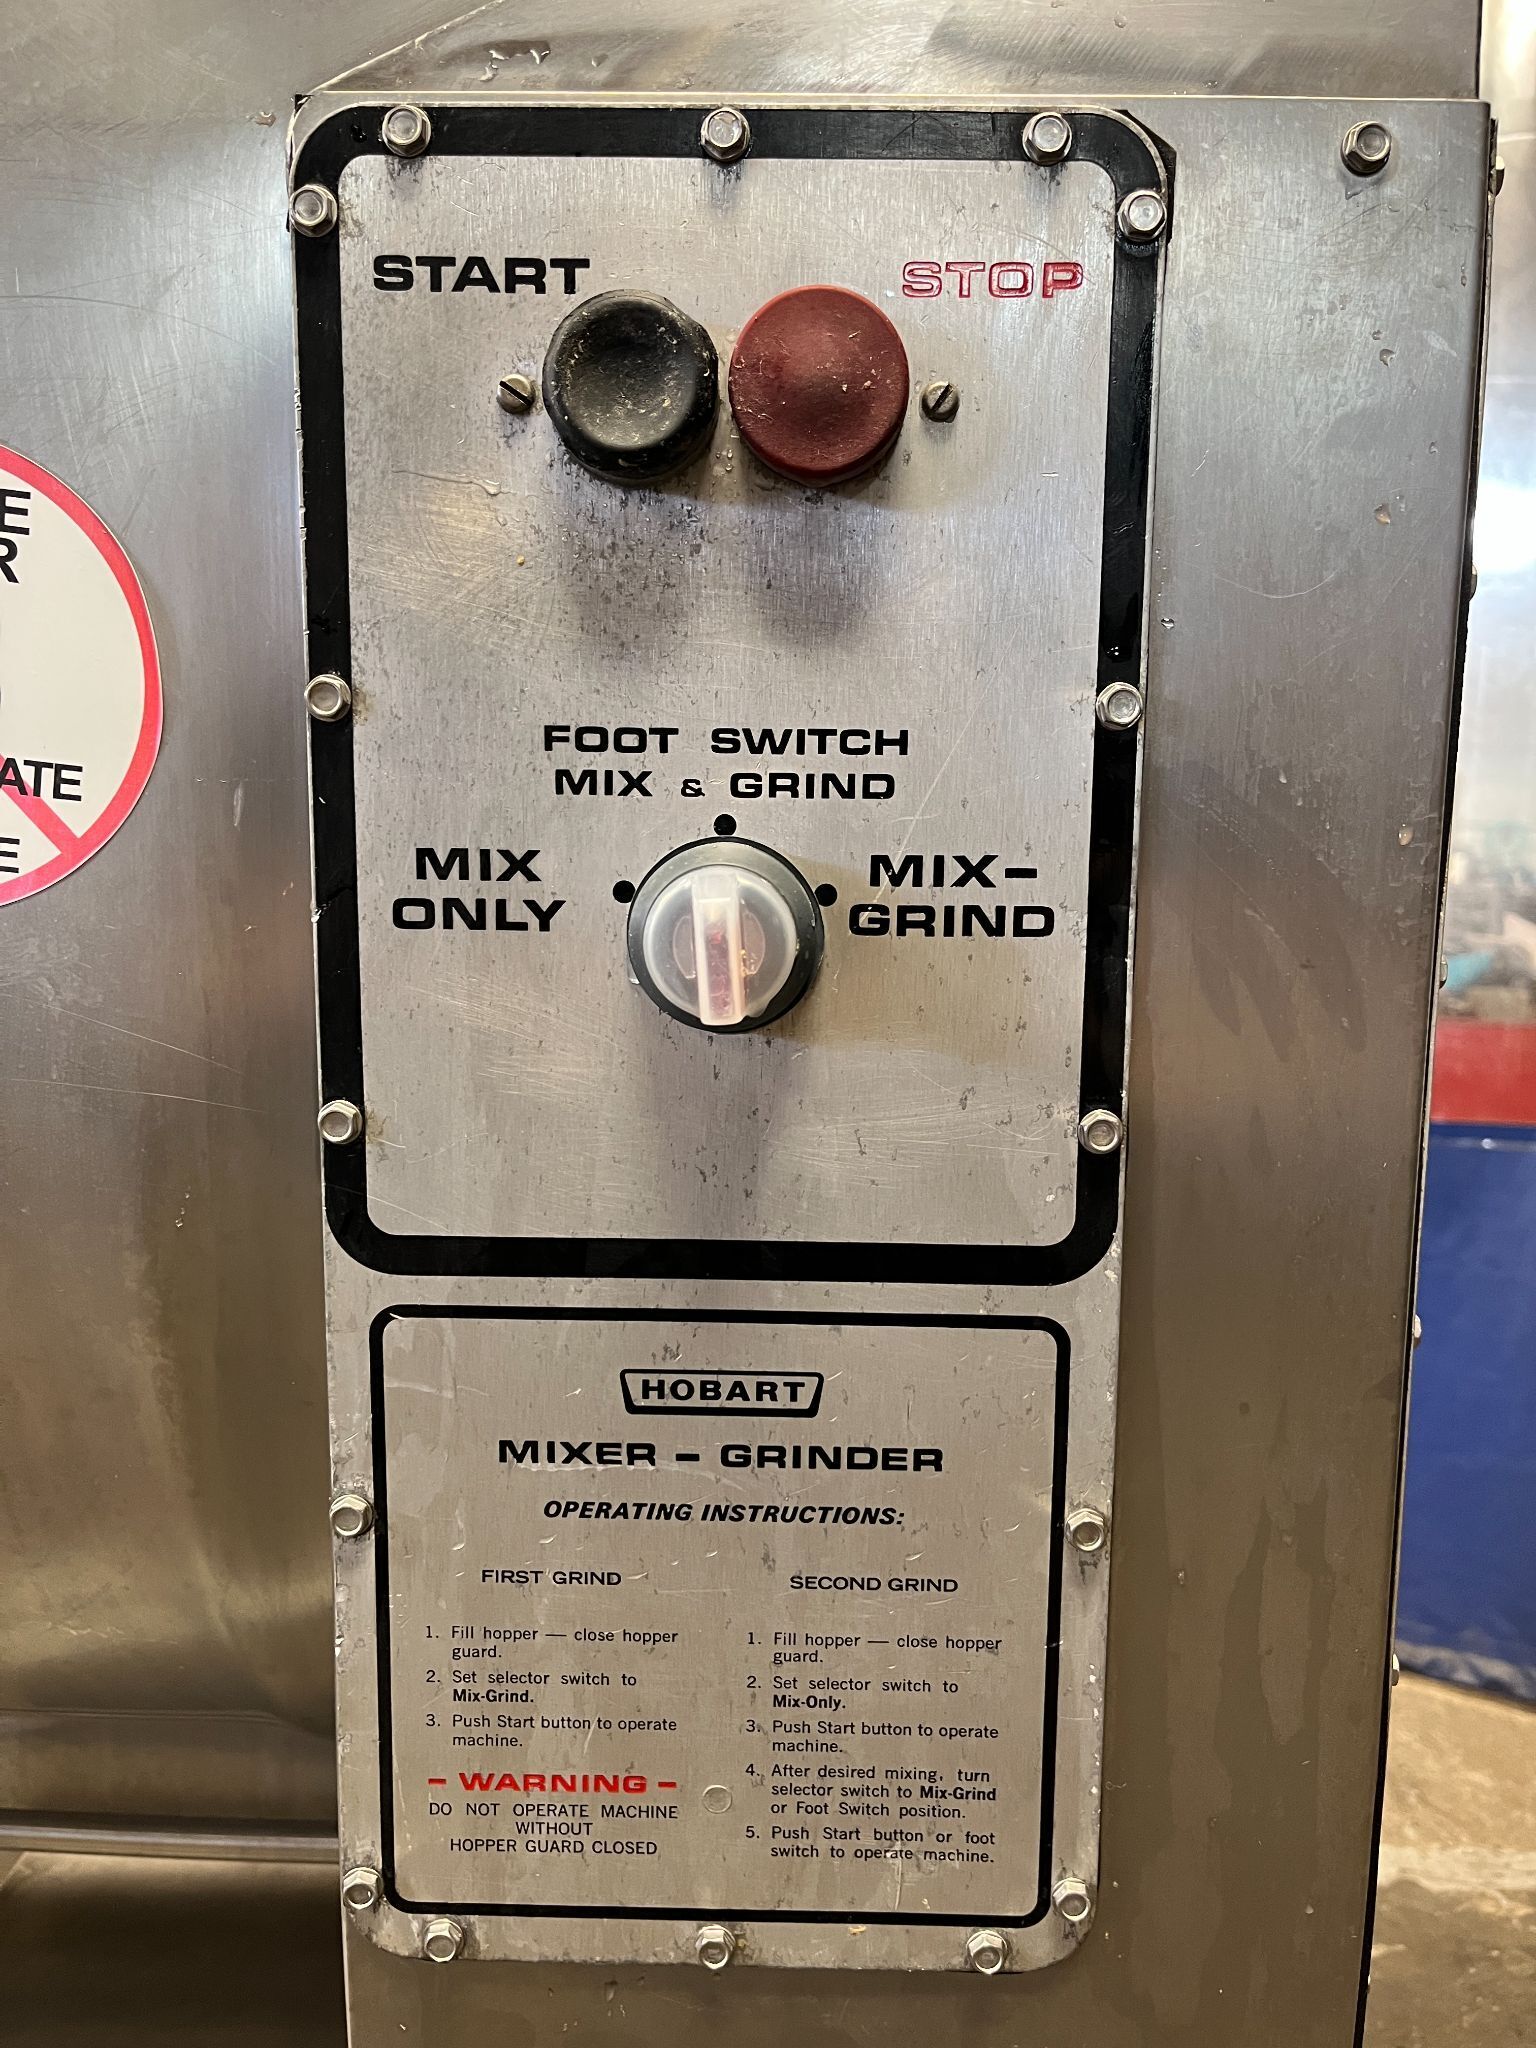 START
STOP
E
R
ATE
E
FOOT SWITCH
MIX & GRIND
MIX
ONLY
MIX-
GRIND
HOBART
MIXER - GRINDER
OPERATING INSTRUCTIONS:
FIRST GRIND
1. Fill hopper — close hopper
guard.
2. Set selector switch to
Mix-Grind.
3. Push Start button to operate
machine.
- WARNING -
DO NOT OPERATE MACHINE
WITHOUT
HOPPER GUARD CLOSED
SECOND GRIND
1. Fill hopper — close hopper
guard.
2. Set selector switch to
Mix-Only.
3. Push Start button to operate
machine.
4. After desired mixing, turn
selector switch to Mix-Grind
or Foot Switch position.
5. Push Start button or foot
switch to operate machine.